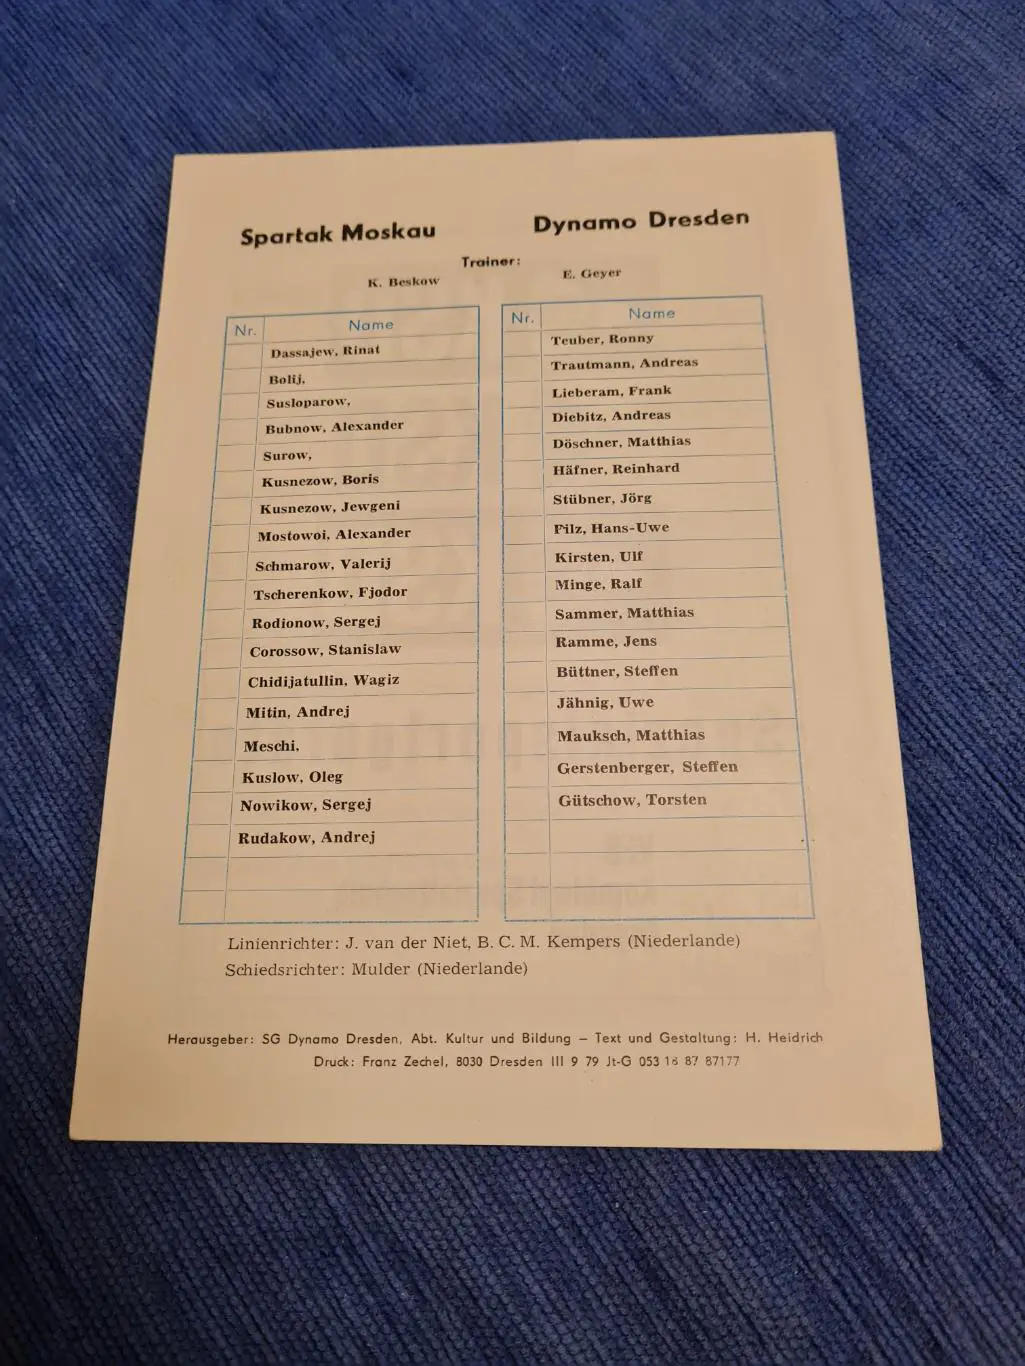 Spartak Moskau
Dynamo Dresden
Trainer:
K. Beskow
E. Geyer
Nr. Name
Dassajew, Rinat
Bolij,
Susloparow,
Bubnow, Alexander
Surow,
Kusnezow, Boris
Kusnezow, Jewgeni
Mostowoi, Alexander
Schmarow, Valerij
Tscherenkow, Fjodor
Rodionow, Sergej
Corossow, Stanislaw
Chidijatullin, Wagiz
Mitin, Andrej
Meschi,
Kuslow, Oleg
Nowikow, Sergej
Rudakow, Andrej
Nr. Name
Teuber, Ronny
Trautmann, Andreas
Lieberam, Frank
Diebitz, Andreas
Döschner, Matthias
Häfner, Reinhard
Stübner, Jörg
Pilz, Hans-Uwe
Kirsten, Ulf
Minge, Ralf
Sammer, Matthias
Ramme, Jens
Büttner, Steffen
Jähnig, Uwe
Mauksch, Matthias
Gerstenberger, Steffen
Gütschow, Torsten
Linienrichter: J. van der Niet, B. C. M. Kempers (Niederlande)
Schiedsrichter: Mulder (Niederlande)
Herausgeber: SG Dynamo Dresden, Abt. Kultur und Bildung — Text und Gestaltung: H. Heidrich
Druck: Franz Zechel, 8030 Dresden III 9 79 Jt-G 053 18 87 87177